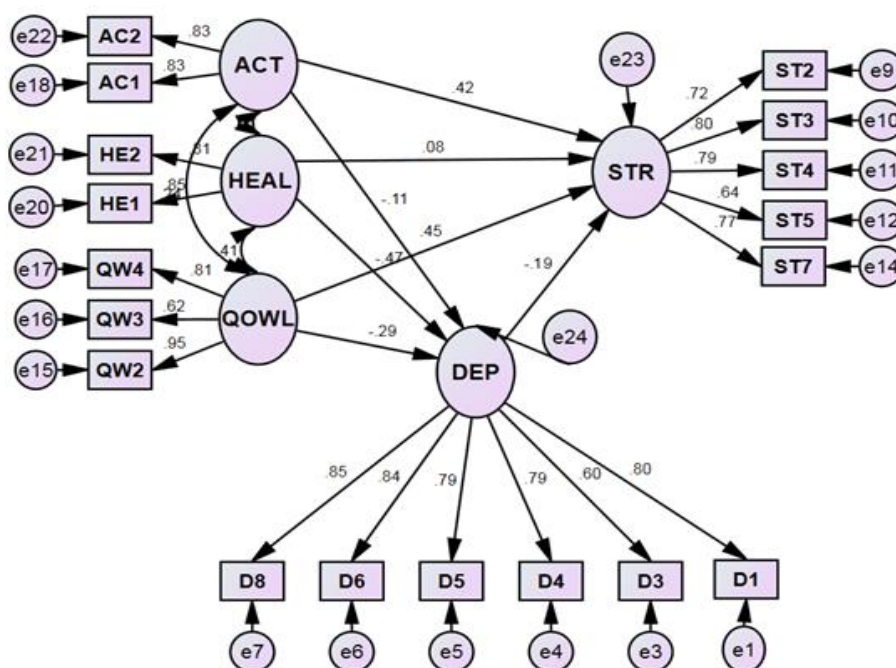 e22 AC2 .83 ACT
e18 AC1 .83
e23
.42
ST2 e9
.72
ST3 e10
.80
e21 HE2 .81
HEAL .08 STR
.79 ST4 e11
.85
e20 HE1
-.11
.64 ST5 e12
.77
.45
ST7 e14
.41
e17 QW4 .81
-.47
-.19
e16 QW3 .62 QOWL
e15 QW2 .95
-.29
e24
DEP
.85 .84 .79 .79 .60 .80
D8 D6 D5 D4 D3 D1
e7 e6 e5 e4 e3 e1